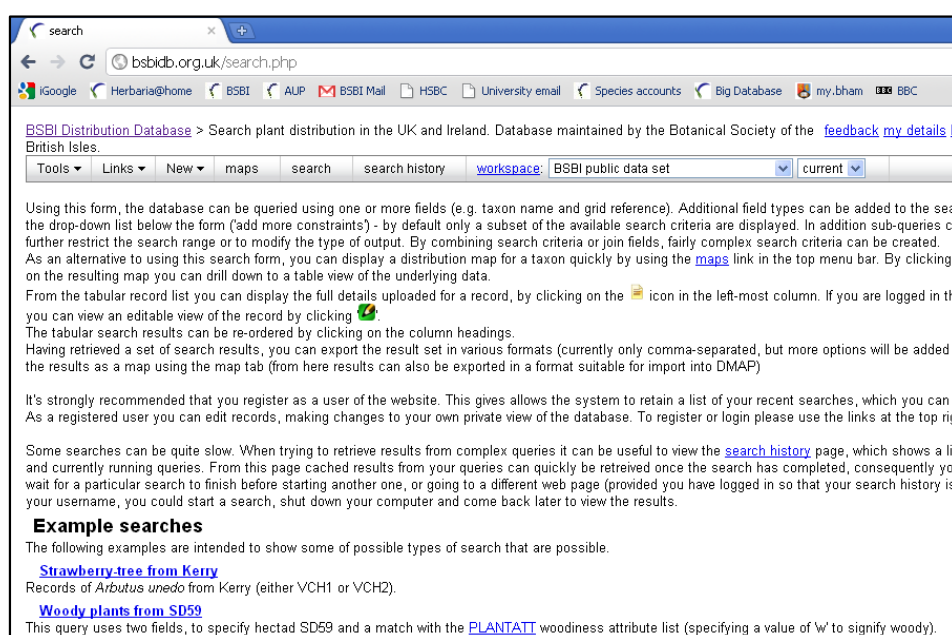 search
bsbidb.org.uk/search.php
iGoogle Herbaria@home BSBI AUP BSBI Mail HSBC University email Species accounts Big Database my.bham BBC
BSBI Distribution Database > Search plant distribution in the UK and Ireland. Database maintained by the Botanical Society of the feedback my details
British Isles.
Tools Links New maps search search history workspace: BSBI public data set current
Using this form, the database can be queried using one or more fields (e.g. taxon name and grid reference). Additional field types can be added to the sea
the drop-down list below the form ('add more constraints') - by default only a subset of the available search criteria are displayed. In addition sub-queries c
further restrict the search range or to modify the type of output. By combining search criteria or join fields, fairly complex search criteria can be created.
As an alternative to using this search form, you can display a distribution map for a taxon quickly by using the maps link in the top menu bar. By clicking
on the resulting map you can drill down to a table view of the underlying data.
From the tabular record list you can display the full details uploaded for a record, by clicking on the icon in the left-most column. If you are logged in th
you can view an editable view of the record by clicking ''.
The tabular search results can be re-ordered by clicking on the column headings.
Having retrieved a set of search results, you can export the result set in various formats (currently only comma-separated, but more options will be added
the results as a map using the map tab (from here results can also be exported in a format suitable for import into DMAP)
It's strongly recommended that you register as a user of the website. This gives allows the system to retain a list of your recent searches, which you can
As a registered user you can edit records, making changes to your own private view of the database. To register or login please use the links at the top rig
Some searches can be quite slow. When trying to retrieve results from complex queries it can be useful to view the search history page, which shows a li
and currently running queries. From this page cached results from your queries can quickly be retreived once the search has completed, consequently yo
wait for a particular search to finish before starting another one, or going to a different web page (provided you have logged in so that your search history is
your username, you could start a search, shut down your computer and come back later to view the results.
Example searches
The following examples are intended to show some of possible types of search that are possible.
Strawberry-tree from Kerry
Records of Arbutus unedo from Kerry (either VCH1 or VCH2).
Woody plants from SD59
This query uses two fields, to specify hectad SD59 and a match with the PLANTATT woodiness attribute list (specifying a value of 'w' to signify woody).